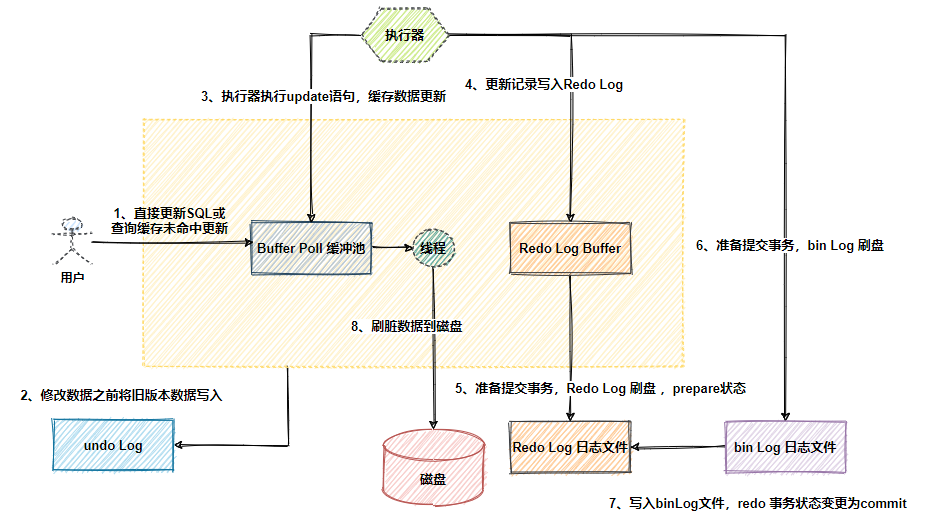 执行器
3、执行器执行update语句，缓存数据更新
4、更新记录写入Redo Log
1、直接更新SQL或
查询缓存未命中更新
用户
Buffer Poll 缓冲池
线程
Redo Log Buffer
6、准备提交事务，bin Log 刷盘
8、刷脏数据到磁盘
2、修改数据之前将旧版本数据写入
5、准备提交事务，Redo Log 刷盘 ，prepare状态
undo Log
磁盘
Redo Log 日志文件
bin Log 日志文件
7、写入binLog文件，redo 事务状态变更为commit